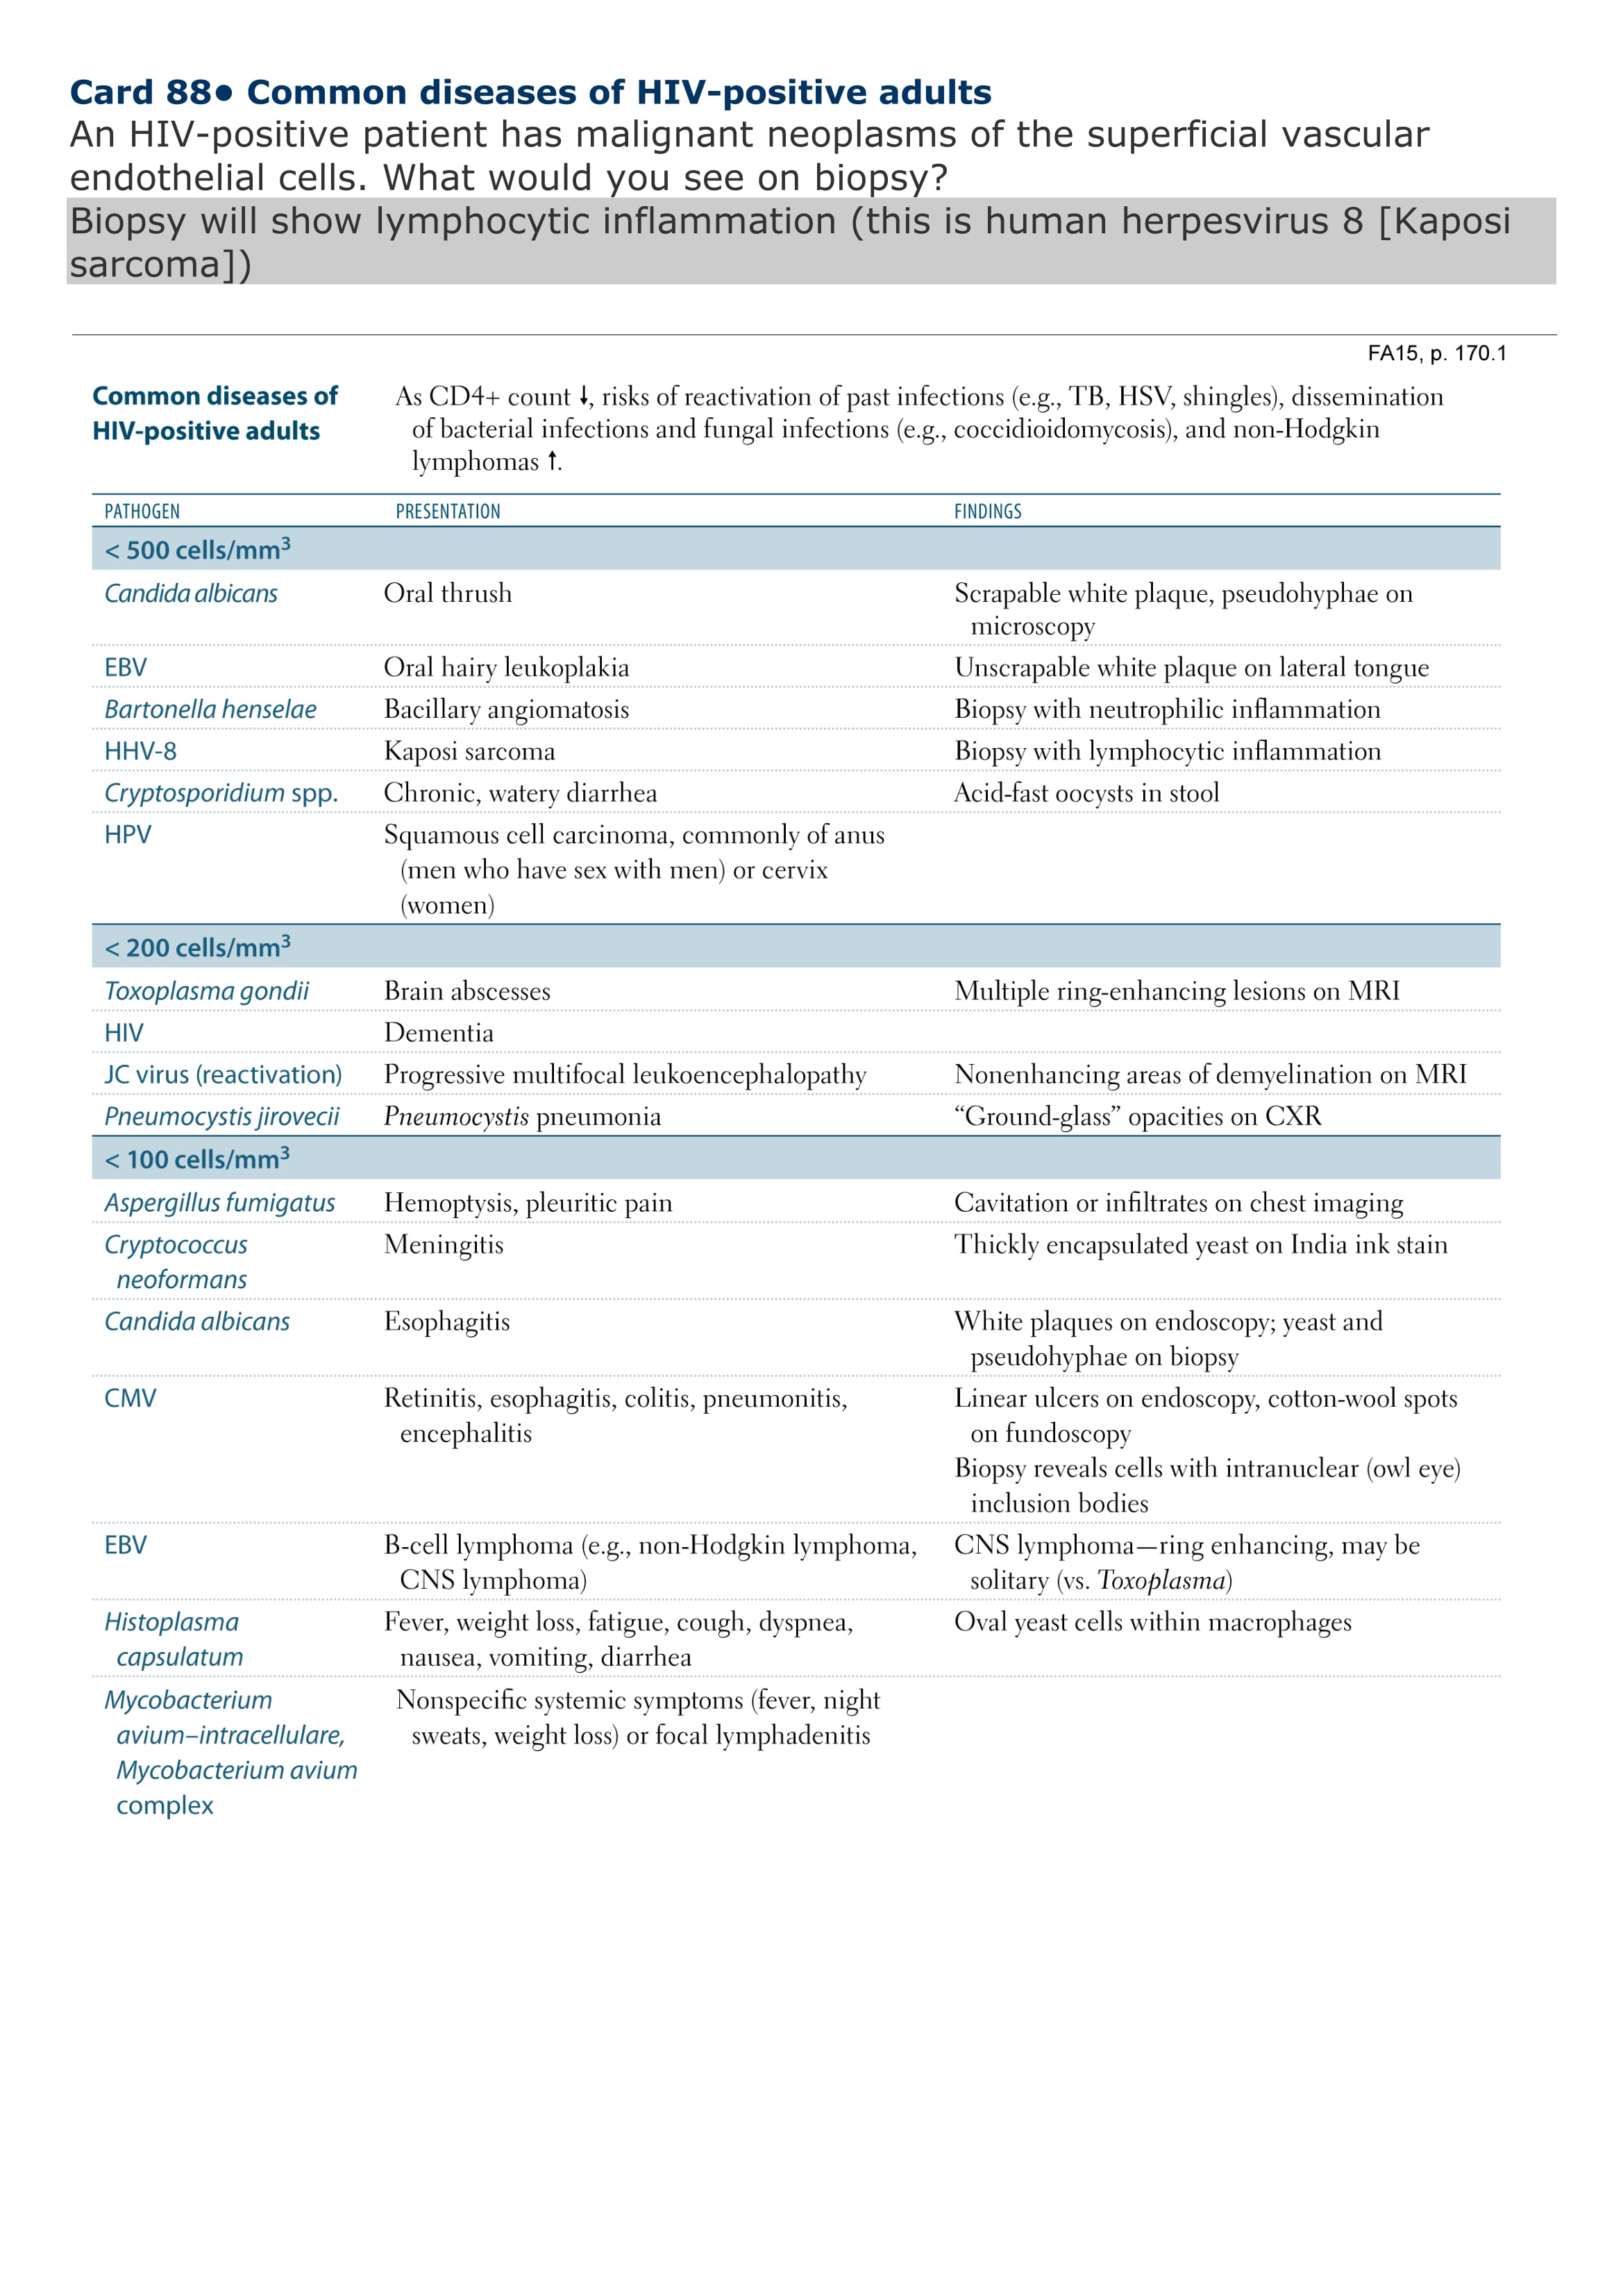 Card 88● Common diseases of HIV-positive adults
An HIV-positive patient has malignant neoplasms of the superficial vascular
endothelial cells. What would you see on biopsy?
Biopsy will show lymphocytic inflammation (this is human herpesvirus 8 [Kaposi
sarcoma])
FA15, p. 170.1
Common diseases of
HIV-positive adults
As CD4+ count ↓, risks of reactivation of past infections (e.g., TB, HSV, shingles), dissemination
of bacterial infections and fungal infections (e.g., coccidioidomycosis), and non-Hodgkin
lymphomas ↑.
PATHOGEN PRESENTATION FINDINGS
< 500 cells/mm³
Candida albicans Oral thrush Scrapable white plaque, pseudohyphae on
microscopy
EBV Oral hairy leukoplakia Unscrapable white plaque on lateral tongue
Bartonella henselae Bacillary angiomatosis Biopsy with neutrophilic inflammation
HHV-8 Kaposi sarcoma Biopsy with lymphocytic inflammation
Cryptosporidium spp. Chronic, watery diarrhea Acid-fast oocysts in stool
HPV Squamous cell carcinoma, commonly of anus
(men who have sex with men) or cervix
(women)
< 200 cells/mm³
Toxoplasma gondii Brain abscesses Multiple ring-enhancing lesions on MRI
HIV Dementia
JC virus (reactivation) Progressive multifocal leukoencephalopathy Nonenhancing areas of demyelination on MRI
Pneumocystis jirovecii Pneumocystis pneumonia “Ground-glass” opacities on CXR
< 100 cells/mm³
Aspergillus fumigatus Hemoptysis, pleuritic pain Cavitation or infiltrates on chest imaging
Cryptococcus Meningitis Thickly encapsulated yeast on India ink stain
neoformans
Candida albicans Esophagitis White plaques on endoscopy; yeast and
pseudohyphae on biopsy
CMV Retinitis, esophagitis, colitis, pneumonitis, Linear ulcers on endoscopy, cotton-wool spots
encephalitis on fundoscopy
Biopsy reveals cells with intranuclear (owl eye)
inclusion bodies
EBV B-cell lymphoma (e.g., non-Hodgkin lymphoma, CNS lymphoma—ring enhancing, may be
CNS lymphoma) solitary (vs. Toxoplasma)
Histoplasma Fever, weight loss, fatigue, cough, dyspnea, Oval yeast cells within macrophages
capsulatum nausea, vomiting, diarrhea
Mycobacterium Nonspecific systemic symptoms (fever, night
avium–intracellulare, sweats, weight loss) or focal lymphadenitis
Mycobacterium avium
complex